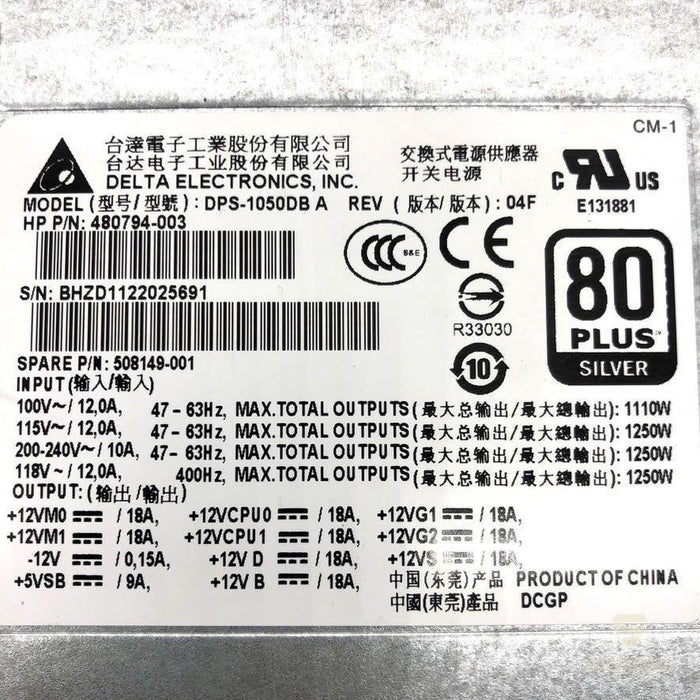 CM-1
台達電子工業股份有限公司
台达电子工业股份有限公司
DELTA ELECTRONICS, INC.
交換式電源供應器
开关电源
C UR US
E131881
MODEL (型号/型號): DPS-1050DB A REV (版本/版本): 04F
HP P/N: 480794-003
CCC S&E
CE
S/N: BHZD1122025691
R33030
10
80
PLUS
SILVER
SPARE P/N: 508149-001
INPUT (输入/輸入)
100V~/12,0A, 47-63Hz, MAX.TOTAL OUTPUTS (最大总输出/最大總輸出): 1110W
115V~/12,0A, 47-63Hz, MAX.TOTAL OUTPUTS (最大总输出/最大總輸出): 1250W
200-240V~/10A, 47-63Hz, MAX.TOTAL OUTPUTS (最大总输出/最大總輸出): 1250W
118V~/12,0A, 400Hz, MAX.TOTAL OUTPUTS (最大总输出/最大總輸出): 1250W
OUTPUT: (输出/輸出)
+12VM0 ⎓ /18A, +12VCPU0 ⎓ /18A, +12VG1 ⎓ /18A,
+12VM1 ⎓ /18A, +12VCPU1 ⎓ /18A, +12VG2 ⎓ /18A,
-12V ⎓ /0,15A, +12V D ⎓ /18A, +12VS ⎓ /18A,
+5VSB ⎓ /9A, +12V B ⎓ /18A,
中国(东莞)产品 PRODUCT OF CHINA
中國(東莞)產品 DCGP